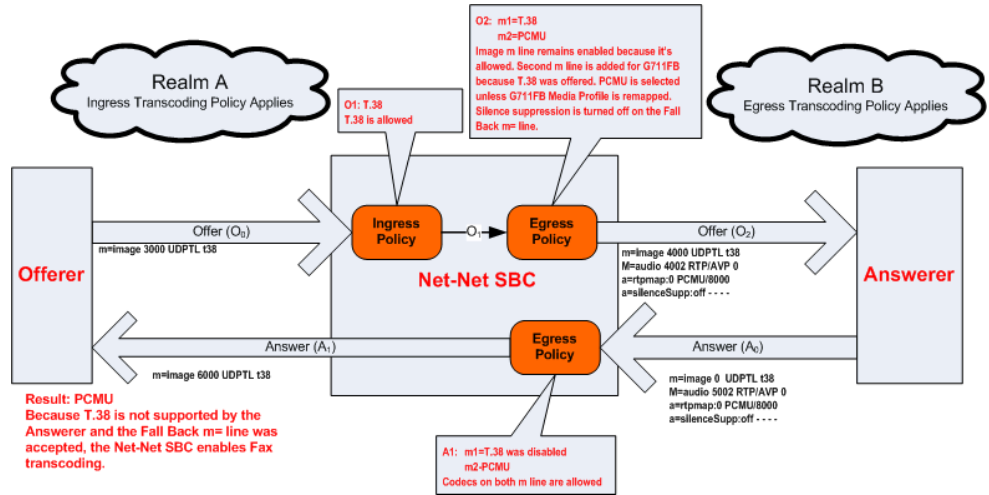 O2: m1=T.38
m2=PCMU
Image m line remains enabled because it's
allowed. Second m line is added for G711FB
because T.38 was offered. PCMU is selected
unless G711FB Media Profile is remapped.
Silence suppression is turned off on the Fall
Back m= line.
Realm A
Ingress Transcoding Policy Applies
O1: T.38
T.38 is allowed
Realm B
Egress Transcoding Policy Applies
Offerer
Offer (O₀)
m=image 3000 UDPTL t38
Ingress
Policy
O₁
Egress
Policy
Net-Net SBC
Offer (O₂)
m=image 4000 UDPTL t38
M=audio 4002 RTP/AVP 0
a=rtpmap:0 PCMU/8000
a=silenceSupp:off - - - -
Answerer
Answer (A₁)
m=image 6000 UDPTL t38
Egress
Policy
Answer (A₀)
m=image 0 UDPTL t38
M=audio 5002 RTP/AVP 0
a=rtpmap:0 PCMU/8000
a=silenceSupp:off - - - -
Result: PCMU
Because T.38 is not supported by the
Answerer and the Fall Back m= line was
accepted, the Net-Net SBC enables Fax
transcoding.
A1: m1=T.38 was disabled
m2-PCMU
Codecs on both m line are allowed